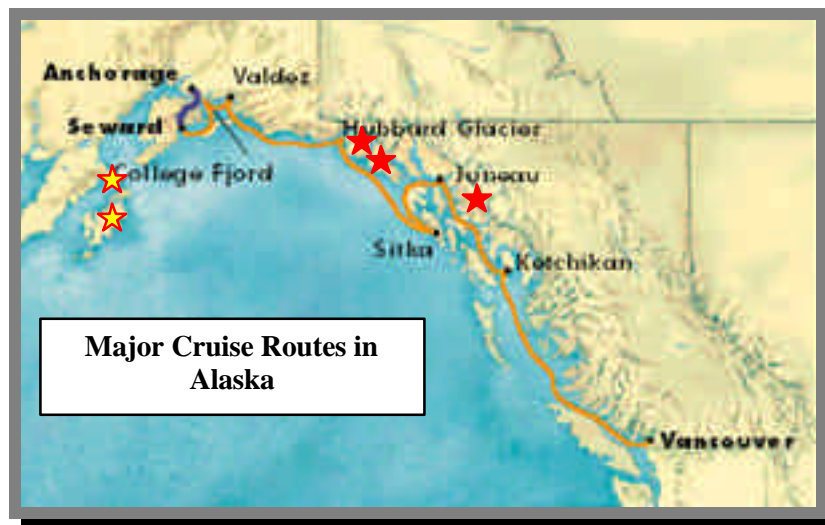 Anchorage
Valdez
Seward
Hubbard Glacier
College Fjord
Juneau
Sitka
Ketchikan
Major Cruise Routes in
Alaska
Vancouver